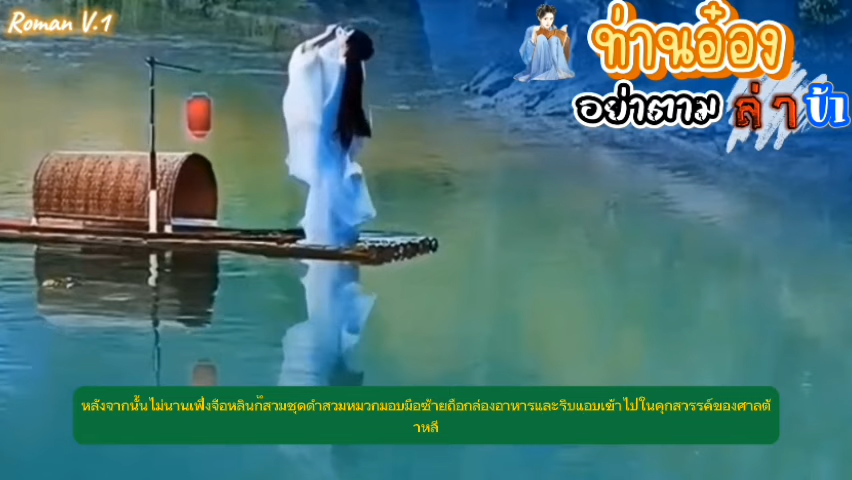 Roman V.1
ท่านอ๋อง
อย่าตาม ล่า ข้า
หลังจากนั้นไม่นานเฟิ่งจือหลินก็สวมชุดดำสวมหมวกมอบมือซ้ายถือกล่องอาหารและรีบแอบเข้าไปในคุกสวรรค์ของศาลต้
าหลี่